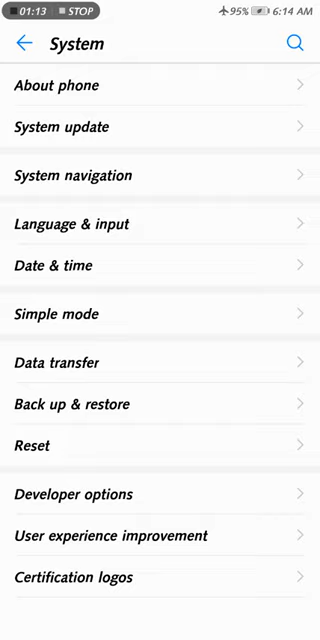 01:13 STOP 95% 6:14 AM
System
About phone
System update
System navigation
Language & input
Date & time
Simple mode
Data transfer
Back up & restore
Reset
Developer options
User experience improvement
Certification logos